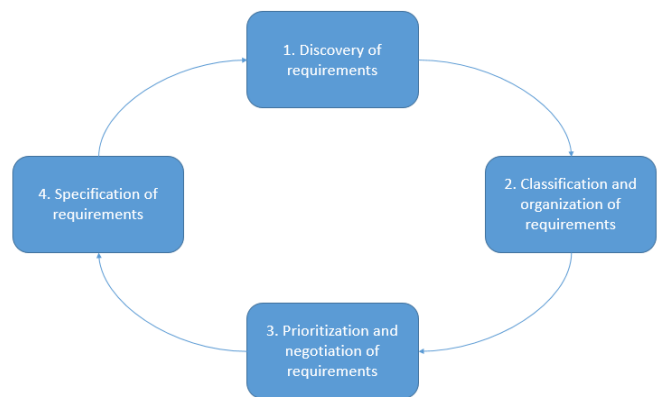 1. Discovery of
requirements
2. Classification and
organization of
requirements
3. Prioritization and
negotiation of
requirements
4. Specification of
requirements